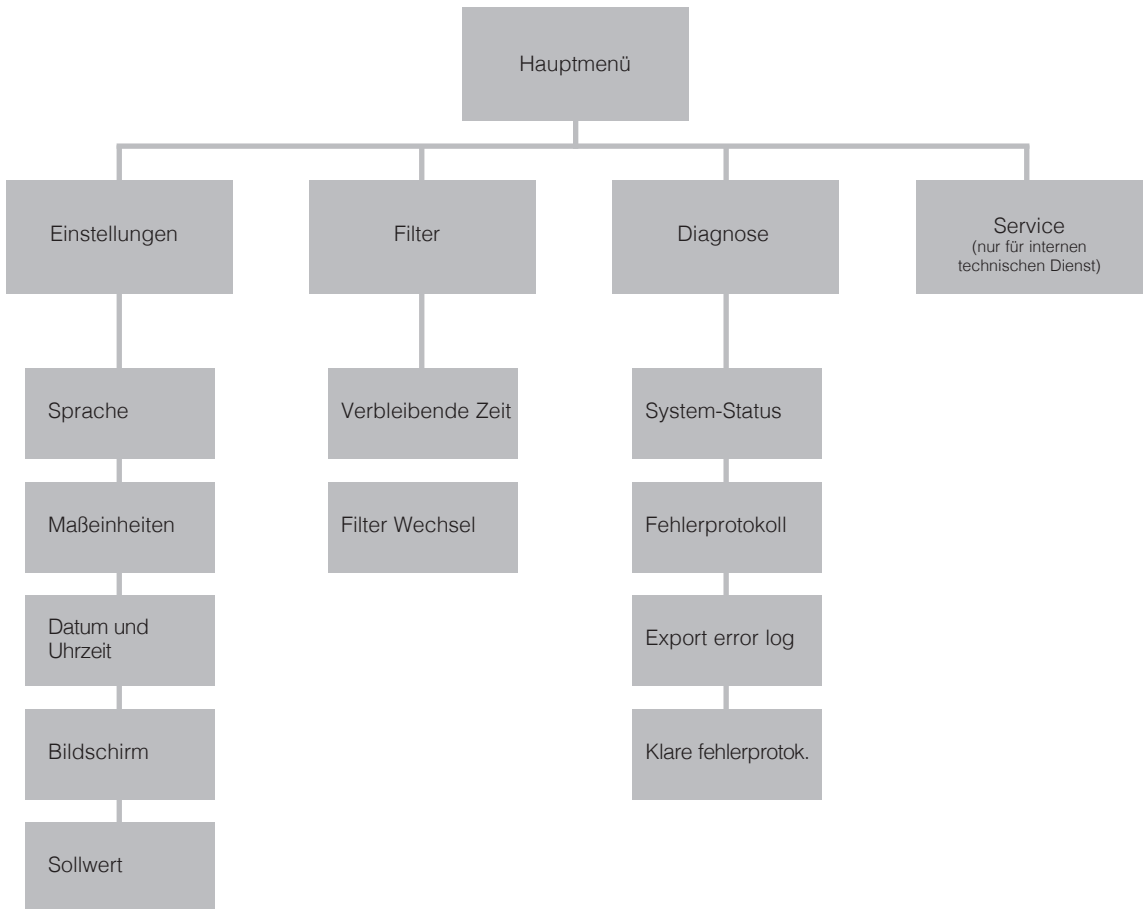 Hauptmenü
Einstellungen
Filter
Diagnose
Service
(nur für internen
technischen Dienst)
Sprache
Verbleibende Zeit
System-Status
Maßeinheiten
Filter Wechsel
Fehlerprotokoll
Datum und
Uhrzeit
Export error log
Bildschirm
Klare fehlerprotok.
Sollwert